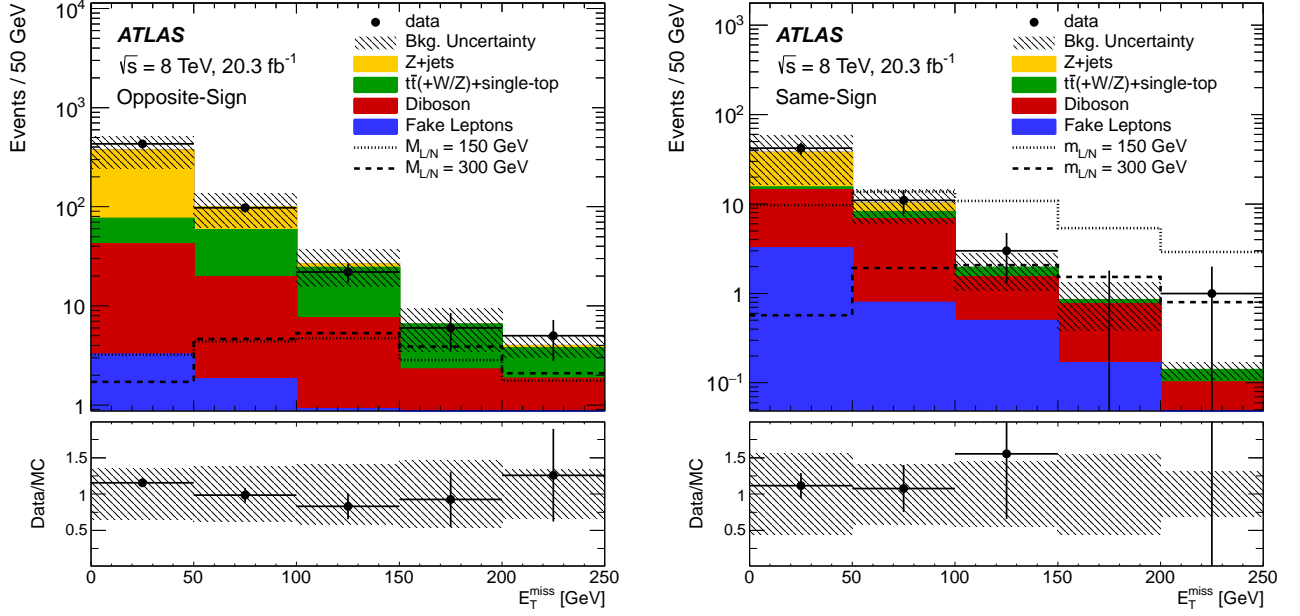 Events / 50 GeV
10⁴
10³
10²
10
1
ATLAS
√s = 8 TeV, 20.3 fb⁻¹
Opposite-Sign
data
Bkg. Uncertainty
Z+jets
tt̄(+W/Z)+single-top
Diboson
Fake Leptons
M_{L/N} = 150 GeV
M_{L/N} = 300 GeV
Data/MC
1.5
1
0.5
0 50 100 150 200 250
E_T^{miss} [GeV]
Events / 50 GeV
10³
10²
10
1
10⁻¹
ATLAS
√s = 8 TeV, 20.3 fb⁻¹
Same-Sign
data
Bkg. Uncertainty
Z+jets
tt̄(+W/Z)+single-top
Diboson
Fake Leptons
m_{L/N} = 150 GeV
m_{L/N} = 300 GeV
Data/MC
1.5
1
0.5
0 50 100 150 200 250
E_T^{miss} [GeV]